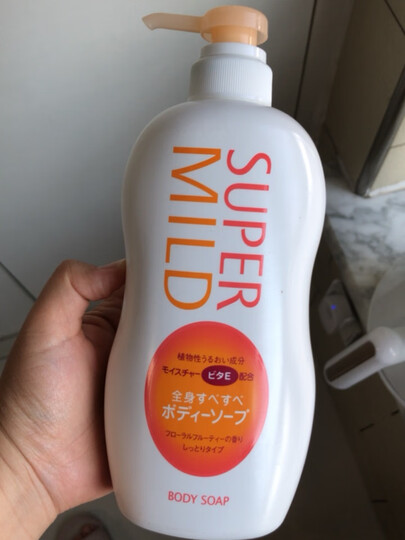 SUPER
MILD
植物性うるおい成分
モイスチャー ビタE 配合
全身すべすべ
ボディーソープ
フローラルフルーティーの香り
しっとりタイプ
BODY SOAP